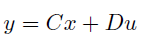 y = Cx + Du